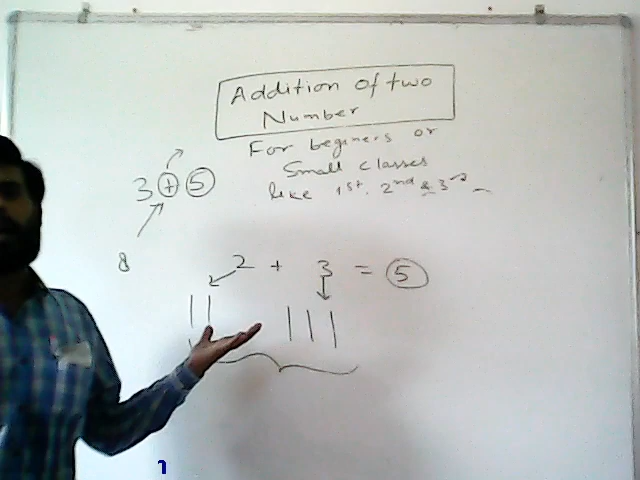 Addition of two
Number
For beginers or
Small classes
like 1st, 2nd & 3rd
3 + 5
8
2 + 3 = 5